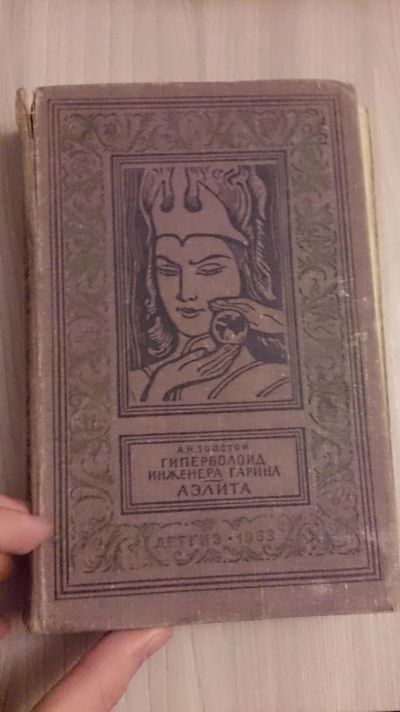 А.Н.ТОЛСТОЙ
ГИПЕРБОЛОИД
ИНЖЕНЕРА ГАРИНА
АЭЛИТА
ДЕТГИЗ • 1963